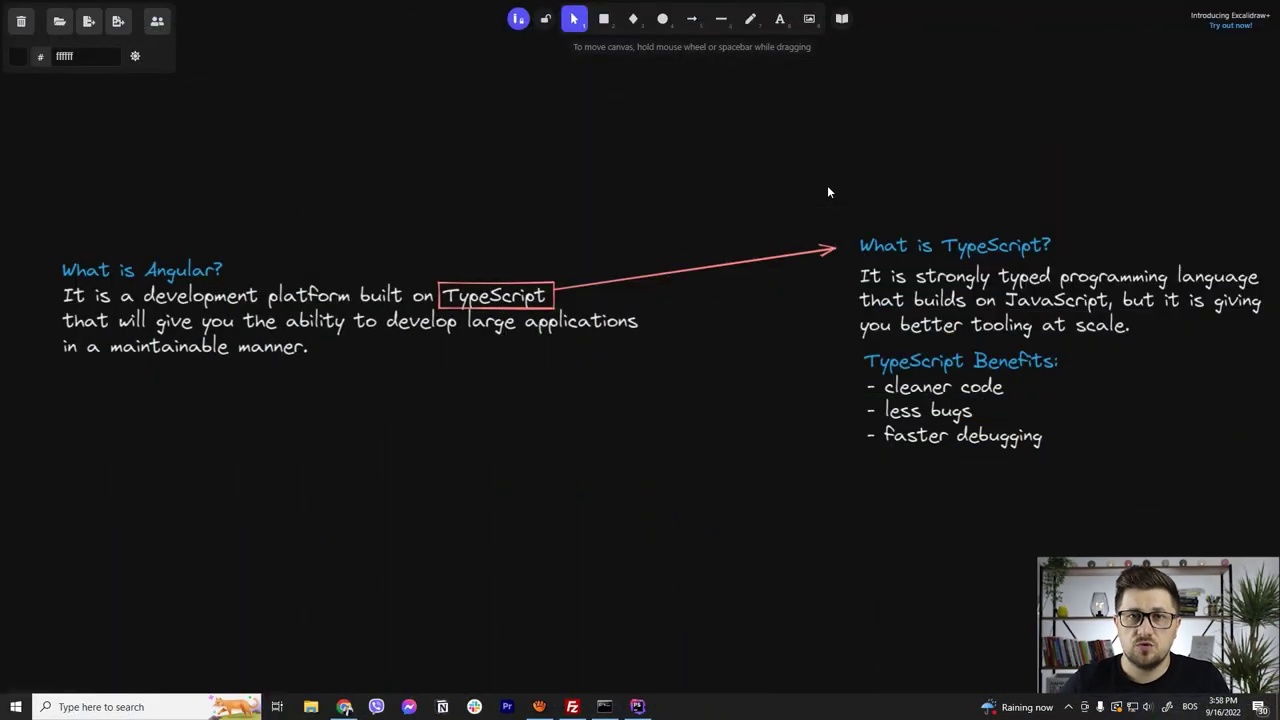 Introducing Excalidraw+
Try out now!
# ffffff
To move canvas, hold mouse wheel or spacebar while dragging
What is Angular?
It is a development platform built on TypeScript
that will give you the ability to develop large applications
in a maintainable manner.
What is TypeScript?
It is strongly typed programming language
that builds on JavaScript, but it is giving
you better tooling at scale.
TypeScript Benefits:
- cleaner code
- less bugs
- faster debugging
Type here to search
Raining now
BOS
3:58 PM
9/16/2022
30